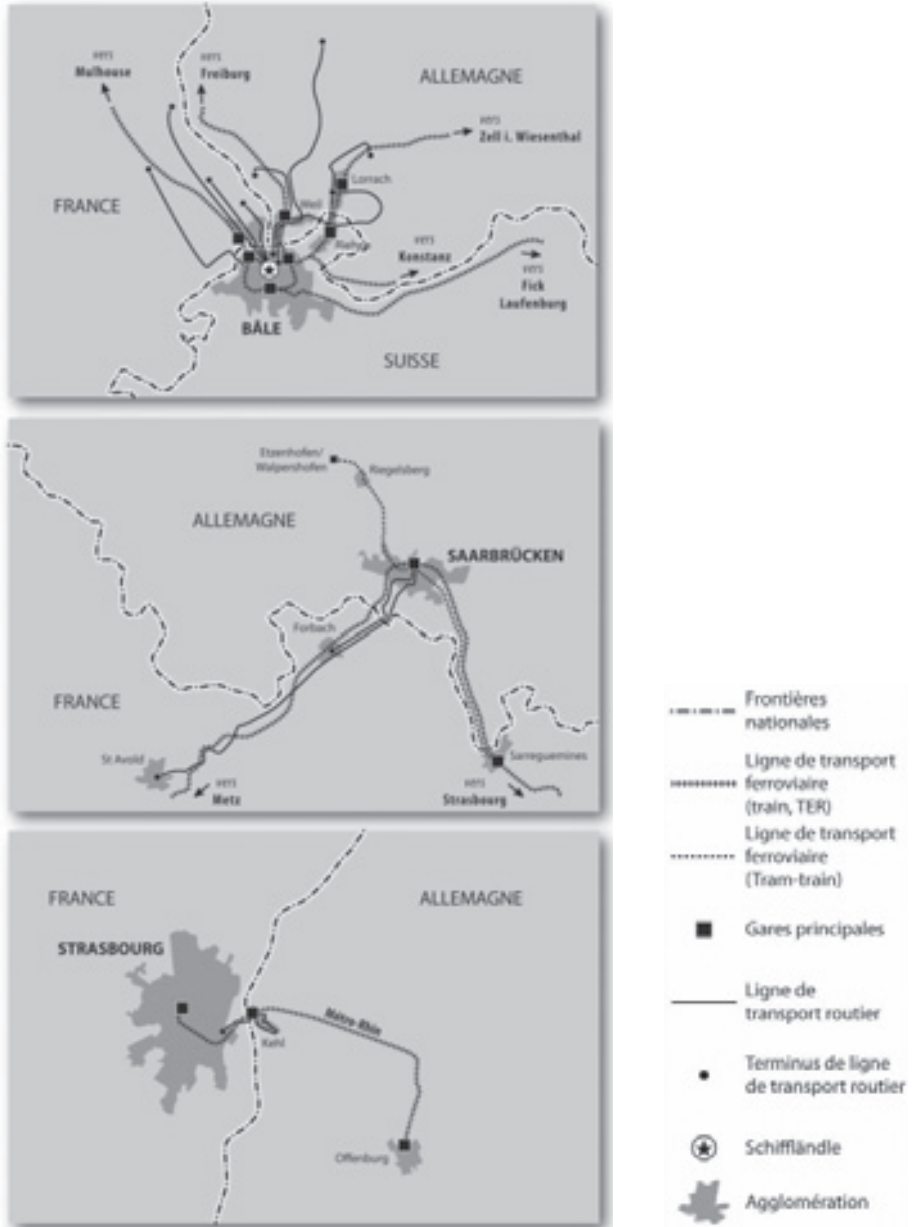 vers
Mulhouse
vers
Freiburg
ALLEMAGNE
vers
Zell i. Wiesenthal
Lorrach
FRANCE
Weil
Riehen
vers
Konstanz
vers
Fick
Laufenburg
BÂLE
SUISSE
Etzenhofen/
Walpershofen
Riegelsberg
ALLEMAGNE
SAARBRÜCKEN
Forbach
FRANCE
St Avold
Sarreguemines
vers
Metz
vers
Strasbourg
FRANCE
ALLEMAGNE
STRASBOURG
Métro-Rhin
Kehl
Offenburg
Frontières
nationales
Ligne de transport
ferroviaire
(train, TER)
Ligne de transport
ferroviaire
(Tram-train)
Gares principales
Ligne de
transport routier
Terminus de ligne
de transport routier
Schiffländle
Agglomération